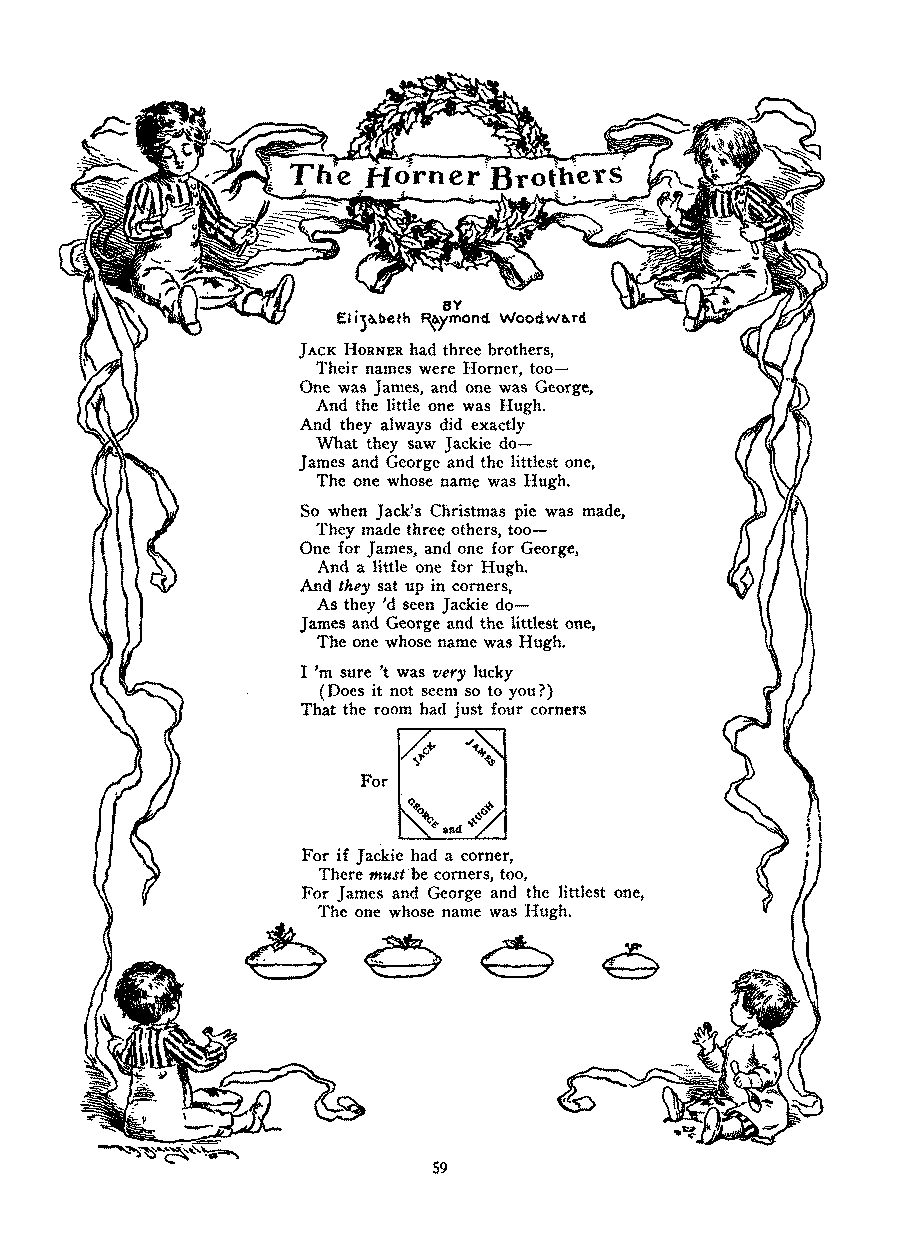 The Horner Brothers
BY
Elizabeth Raymond Woodward
JACK HORNER had three brothers,
Their names were Horner, too—
One was James, and one was George,
And the little one was Hugh.
And they always did exactly
What they saw Jackie do—
James and George and the littlest one,
The one whose name was Hugh.
So when Jack's Christmas pie was made,
They made three others, too—
One for James, and one for George,
And a little one for Hugh.
And they sat up in corners,
As they 'd seen Jackie do—
James and George and the littlest one,
The one whose name was Hugh.
I 'm sure 't was very lucky
(Does it not seem so to you?)
That the room had just four corners
JACK JAMES
For
GEORGE and HUGH
For if Jackie had a corner,
There must be corners, too,
For James and George and the littlest one,
The one whose name was Hugh.
59